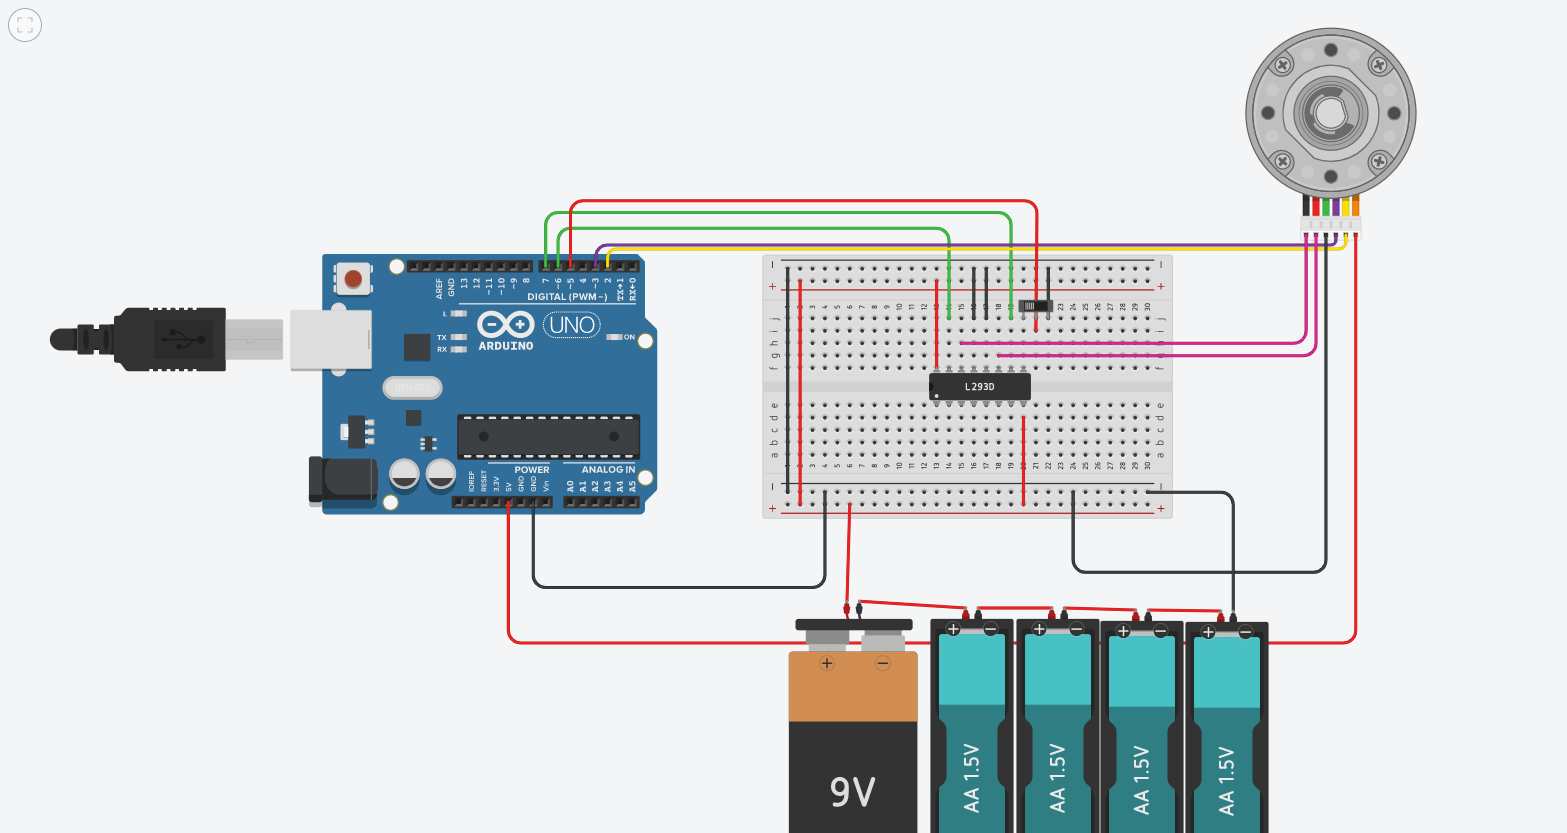 AREF
GND
13
12
~11
~10
~9
8
7
~6
~5
4
~3
2
TX→1
RX←0
DIGITAL (PWM~)
L
TX
RX
UNO
ARDUINO
ON
POWER
ANALOG IN
IOREF
RESET
3.3V
5V
GND
GND
Vin
A0
A1
A2
A3
A4
A5
L293D
9V
AA 1.5V
AA 1.5V
AA 1.5V
AA 1.5V